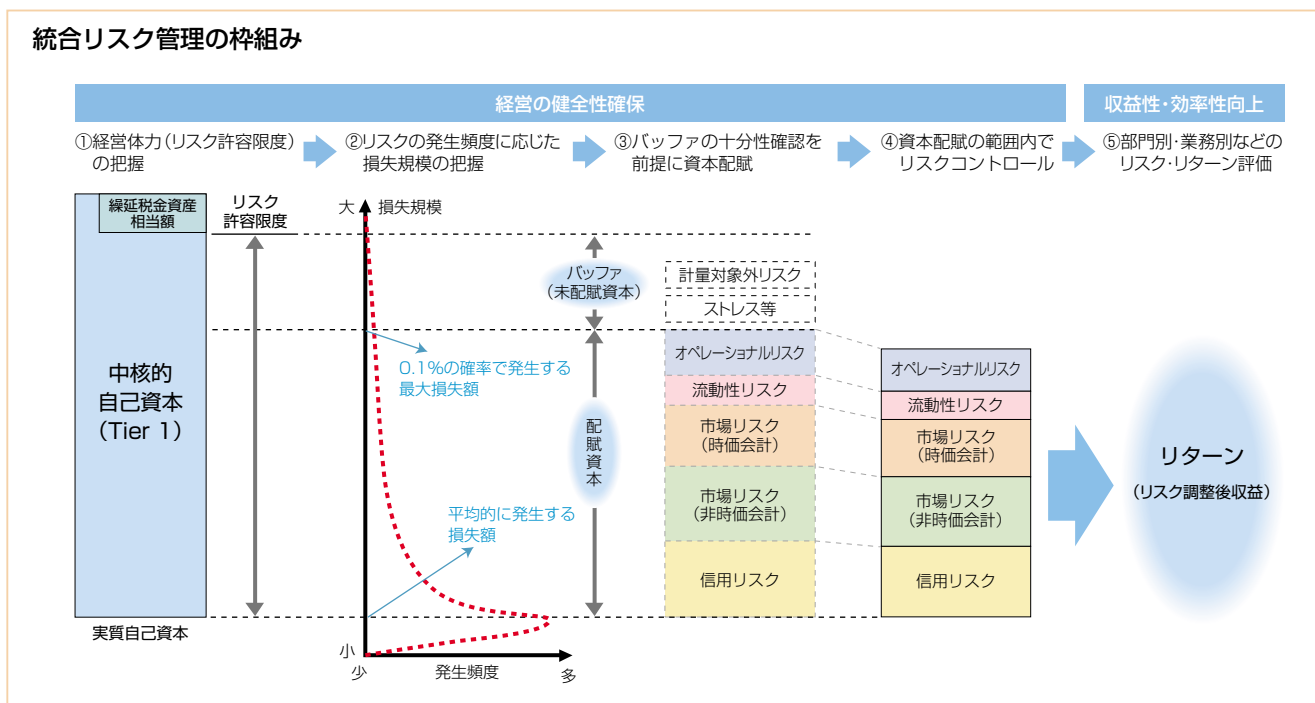 統合リスク管理の枠組み
経営の健全性確保
収益性・効率性向上
①経営体力(リスク許容限度)
の把握
②リスクの発生頻度に応じた
損失規模の把握
③バッファの十分性確認を
前提に資本配賦
④資本配賦の範囲内で
リスクコントロール
⑤部門別・業務別などの
リスク・リターン評価
繰延税金資産
相当額
リスク
許容限度
中核的
自己資本
(Tier 1)
実質自己資本
大
損失規模
0.1%の確率で発生する
最大損失額
平均的に発生する
損失額
小
少
発生頻度
多
バッファ
(未配賦資本)
配
賦
資
本
計量対象外リスク
ストレス等
オペレーショナルリスク
流動性リスク
市場リスク
(時価会計)
市場リスク
(非時価会計)
信用リスク
オペレーショナルリスク
流動性リスク
市場リスク
(時価会計)
市場リスク
(非時価会計)
信用リスク
リターン
(リスク調整後収益)